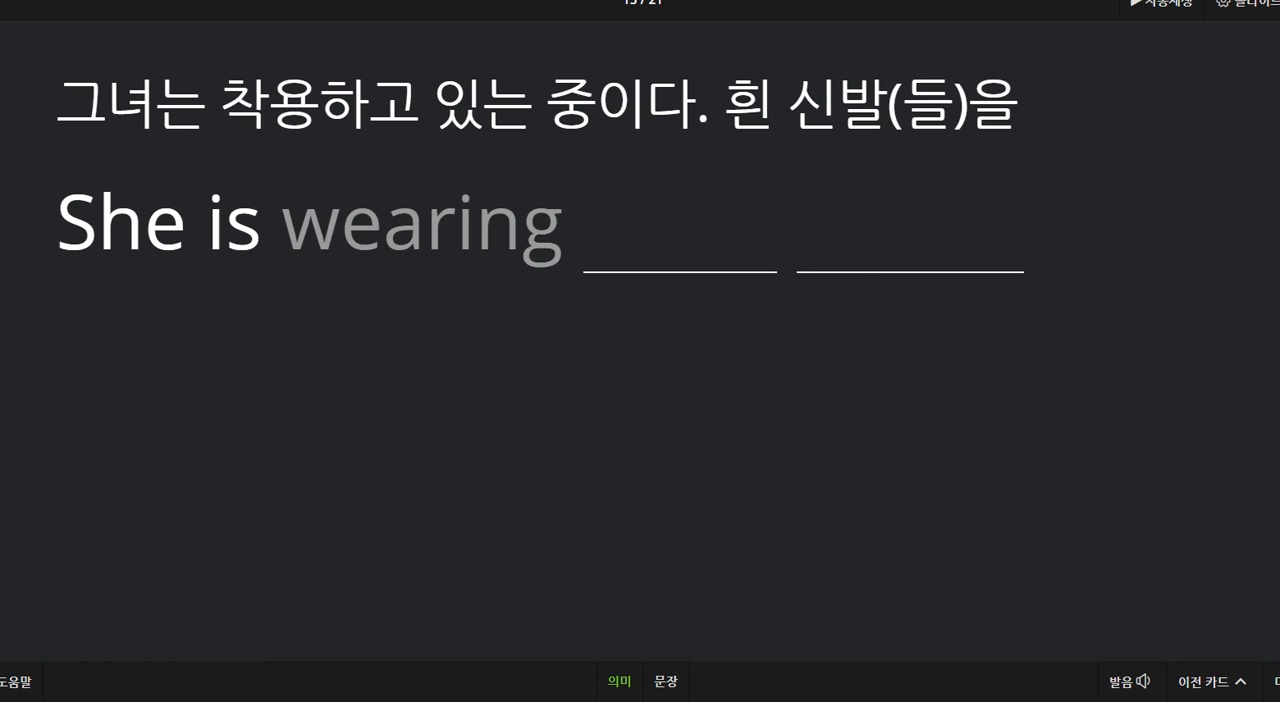 그녀는 착용하고 있는 중이다. 흰 신발(들)을
She is wearing
도움말
의미 문장
발음 이전 카드